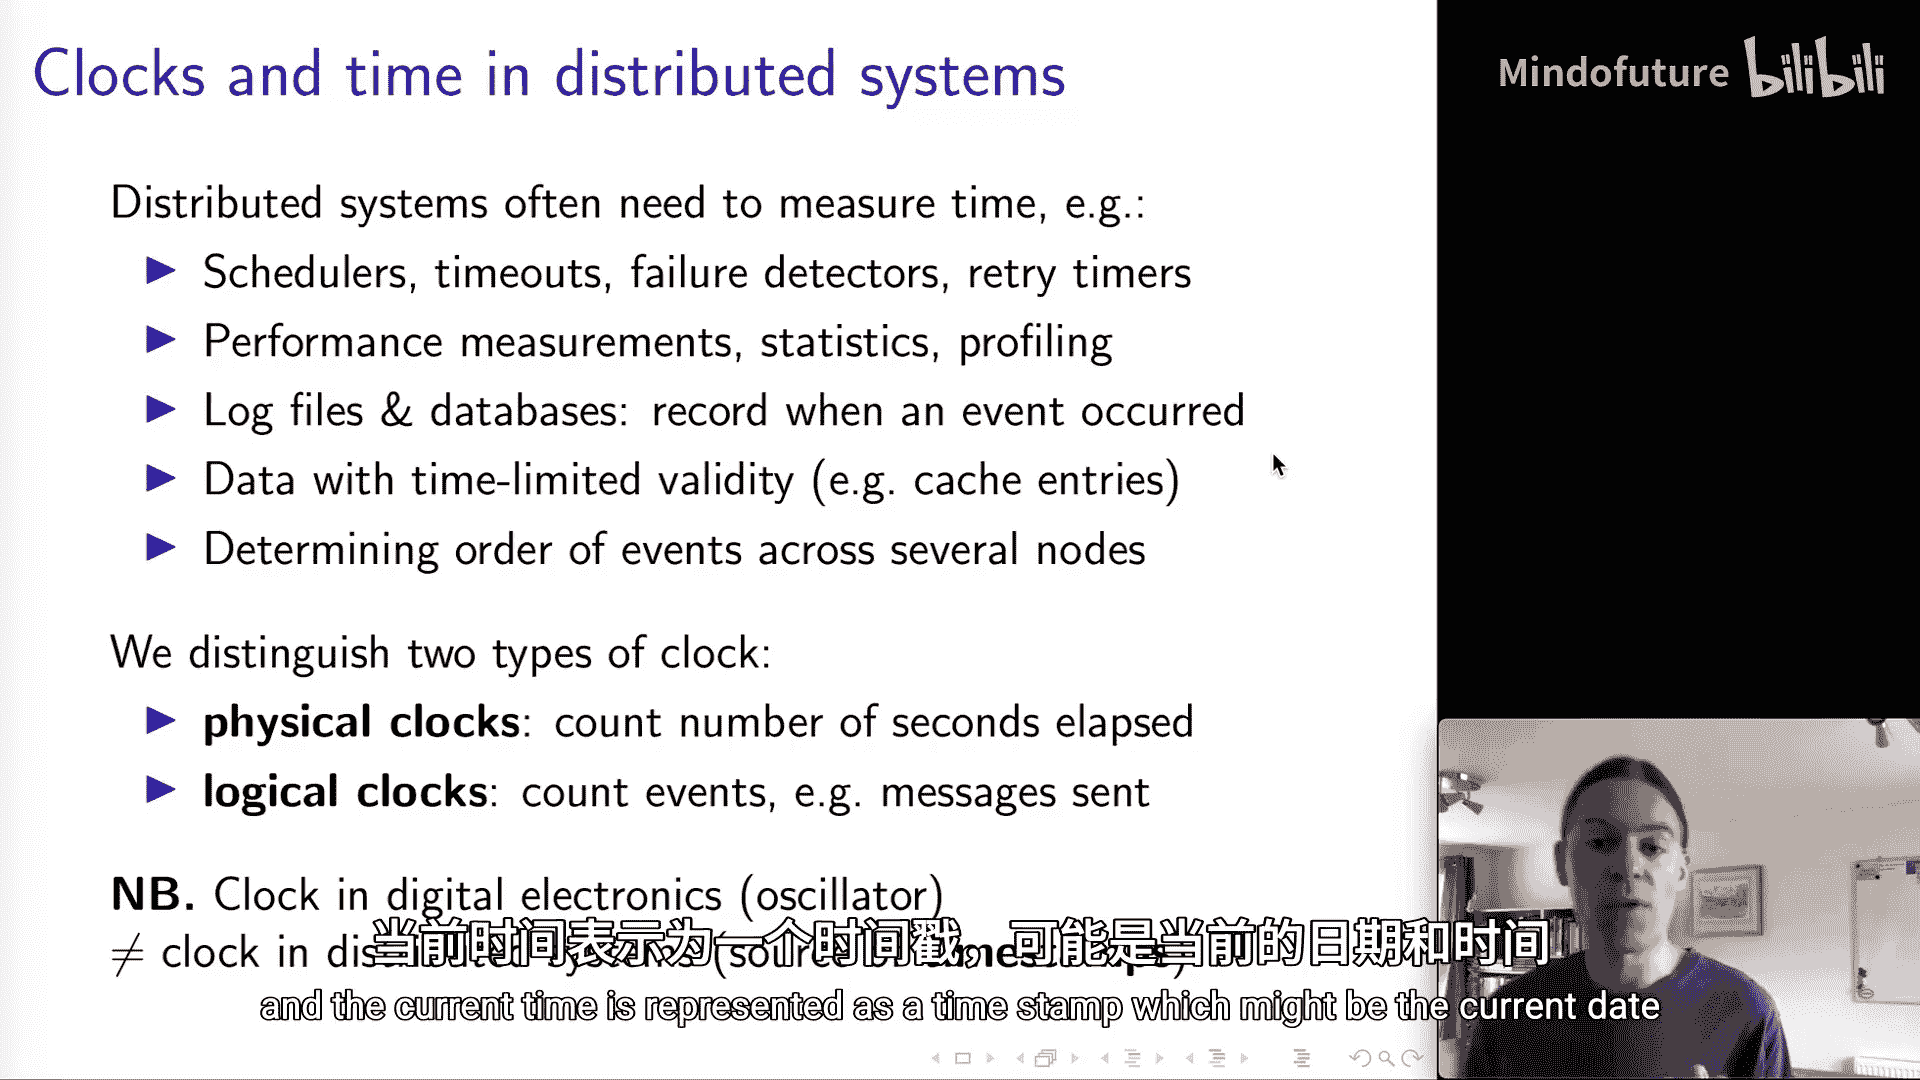 Clocks and time in distributed systems
Mindofuture bilibili
Distributed systems often need to measure time, e.g.:
Schedulers, timeouts, failure detectors, retry timers
Performance measurements, statistics, profiling
Log files & databases: record when an event occurred
Data with time-limited validity (e.g. cache entries)
Determining order of events across several nodes
We distinguish two types of clock:
physical clocks: count number of seconds elapsed
logical clocks: count events, e.g. messages sent
NB. Clock in digital electronics (oscillator)
≠ clock in distributed systems (source of timestamps)
当前时间表示为一个时间戳，可能是当前的日期和时间
and the current time is represented as a time stamp which might be the current date